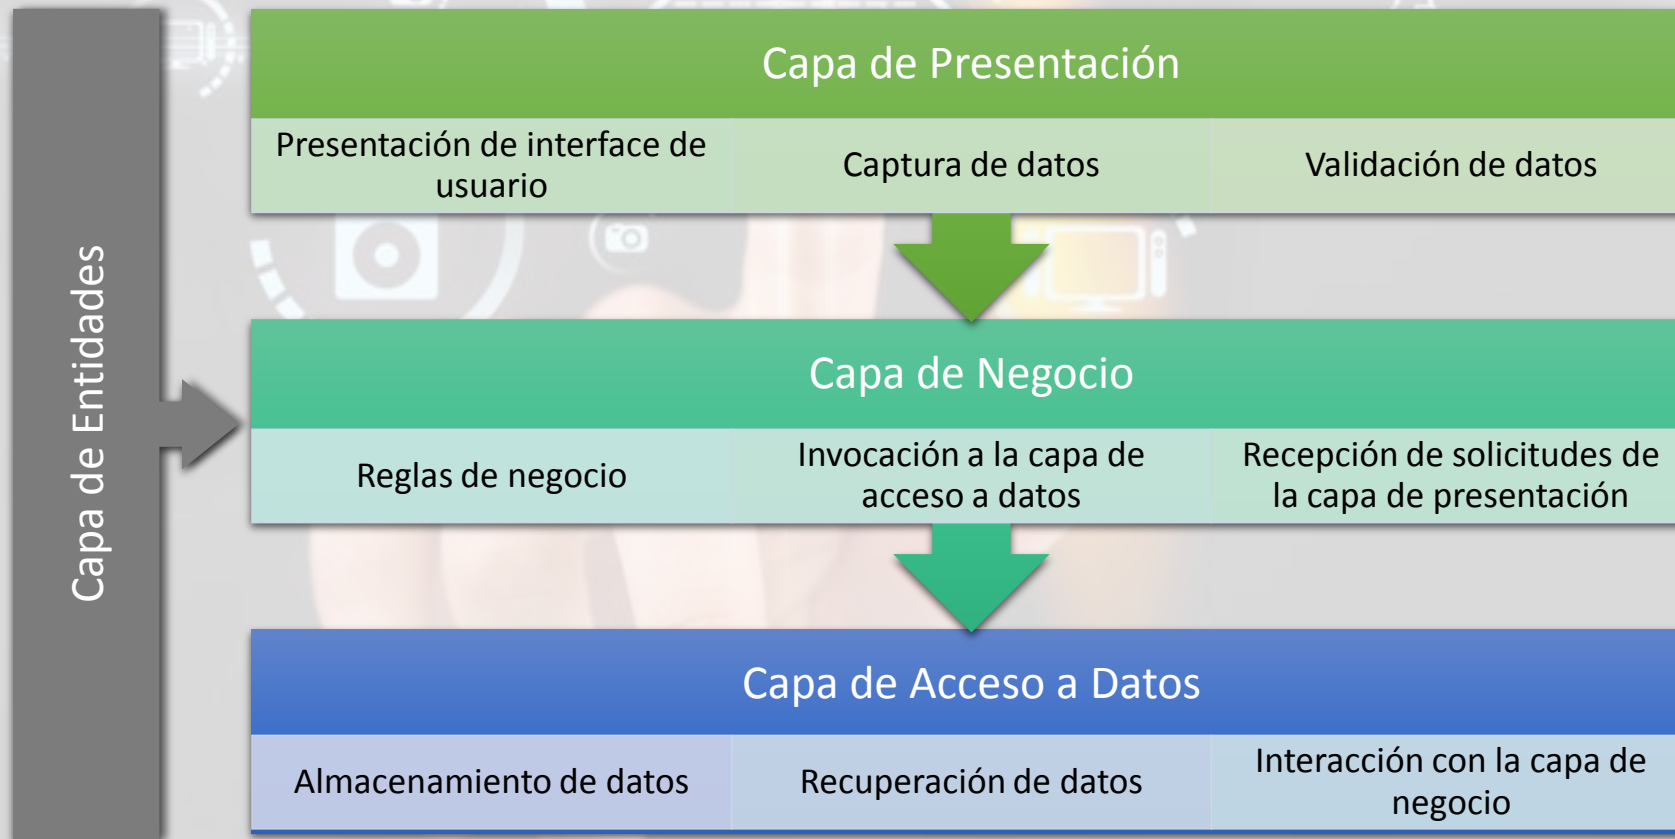 Capa de Entidades
Capa de Presentación
Presentación de interface de
usuario
Captura de datos
Validación de datos
Capa de Negocio
Reglas de negocio
Invocación a la capa de
acceso a datos
Recepción de solicitudes de
la capa de presentación
Capa de Acceso a Datos
Almacenamiento de datos
Recuperación de datos
Interacción con la capa de
negocio